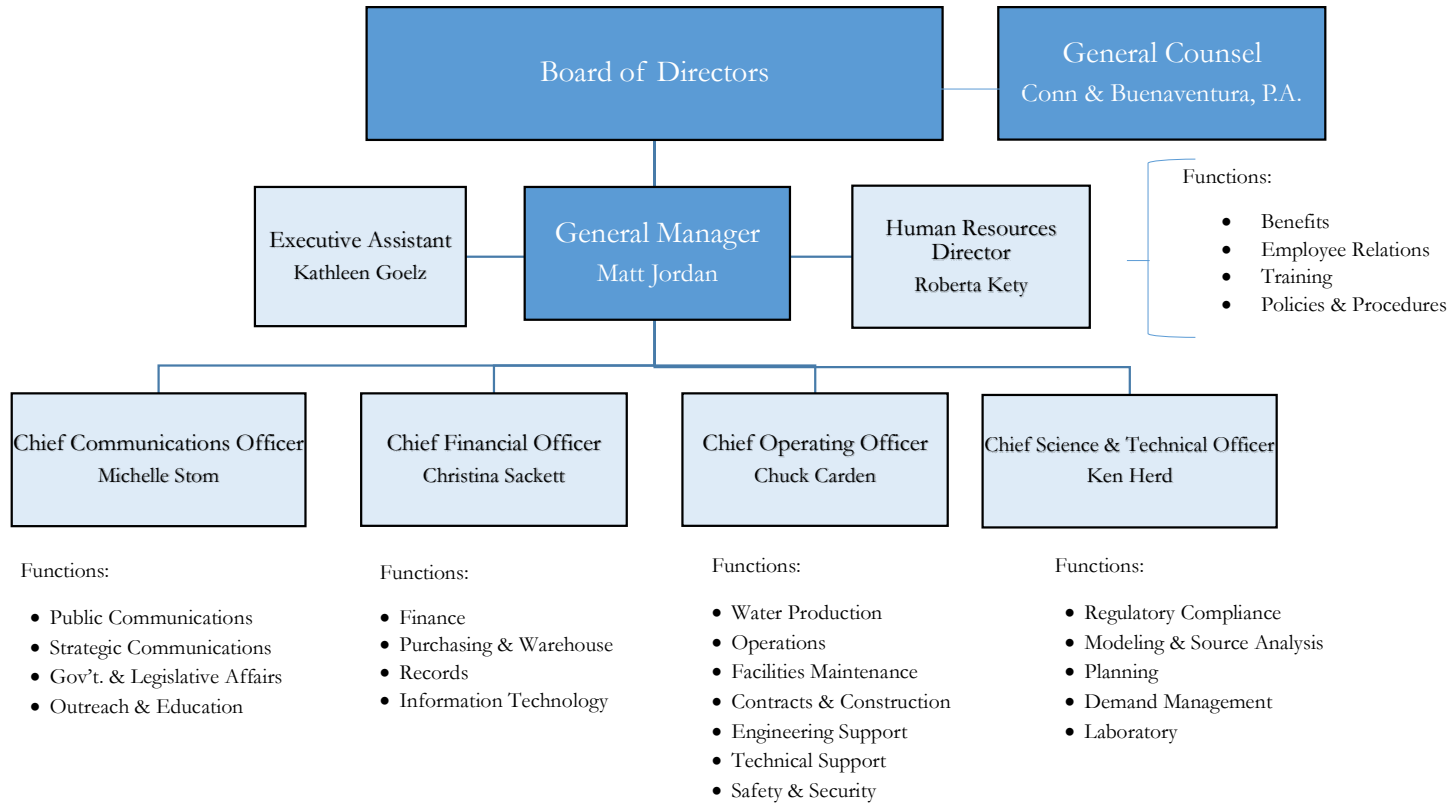 Board of Directors
General Counsel
Conn & Buenaventura, P.A.
Executive Assistant
Kathleen Goelz
General Manager
Matt Jordan
Human Resources
Director
Roberta Kety
Functions:
• Benefits
• Employee Relations
• Training
• Policies & Procedures
Chief Communications Officer
Michelle Stom
Chief Financial Officer
Christina Sackett
Chief Operating Officer
Chuck Carden
Chief Science & Technical Officer
Ken Herd
Functions:
• Public Communications
• Strategic Communications
• Gov’t. & Legislative Affairs
• Outreach & Education
Functions:
• Finance
• Purchasing & Warehouse
• Records
• Information Technology
Functions:
• Water Production
• Operations
• Facilities Maintenance
• Contracts & Construction
• Engineering Support
• Technical Support
• Safety & Security
Functions:
• Regulatory Compliance
• Modeling & Source Analysis
• Planning
• Demand Management
• Laboratory